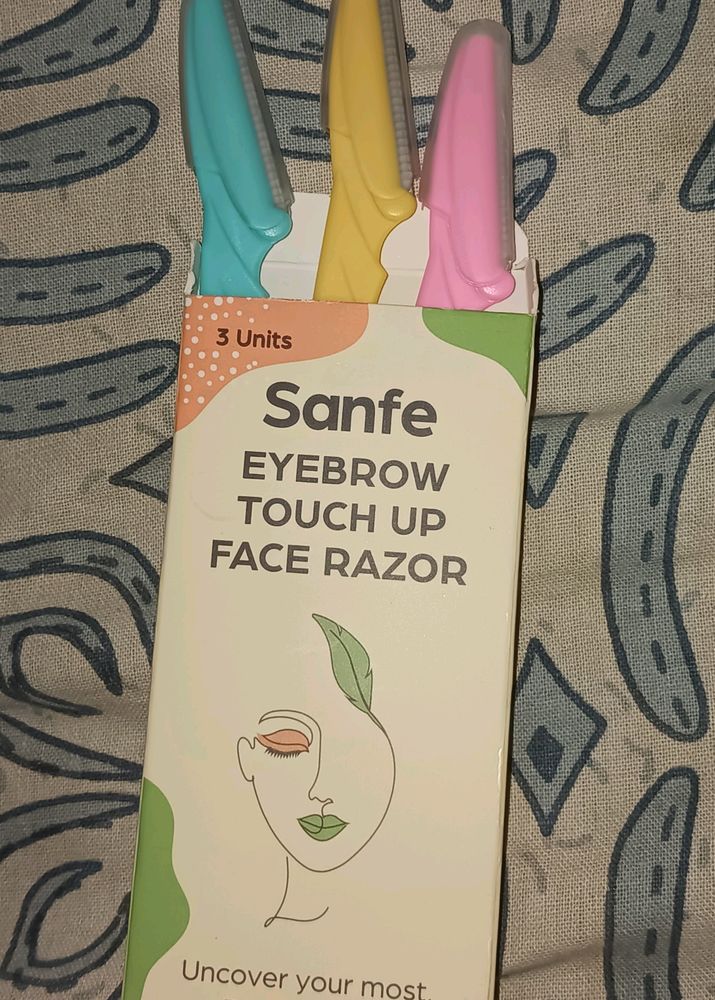 3 Units
Sanfe
EYEBROW
TOUCH UP
FACE RAZOR
Uncover your most